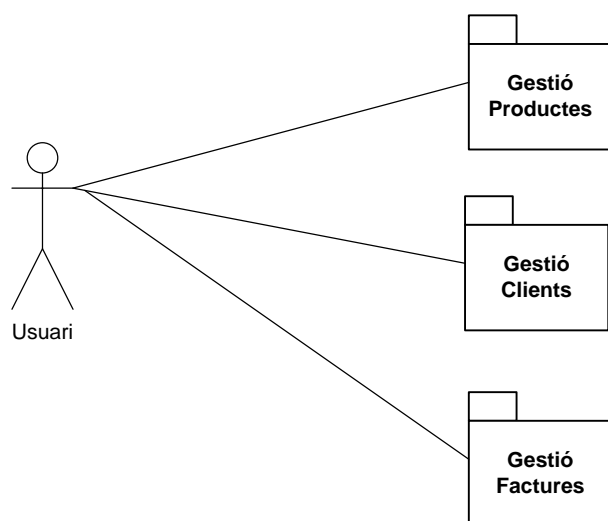 Gestió
Productes
Gestió
Clients
Usuari
Gestió
Factures